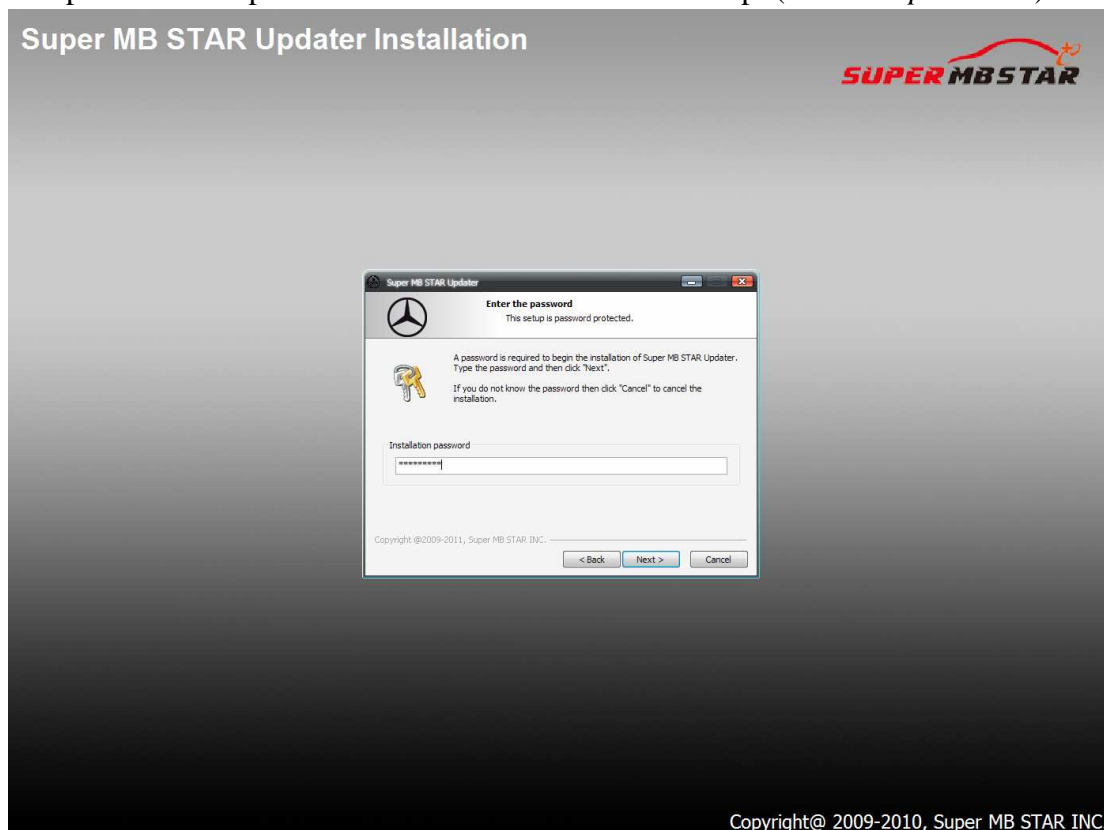 Super MB STAR Updater Installation
SUPER MBSTAR
Super MB STAR Updater
Enter the password
This setup is password protected.
A password is required to begin the installation of Super MB STAR Updater.
Type the password and then click "Next".
If you do not know the password then click "Cancel" to cancel the
installation.
Installation password
*********
Copyright @2009-2011, Super MB STAR INC.
< Back
Next >
Cancel
Copyright@ 2009-2010, Super MB STAR INC